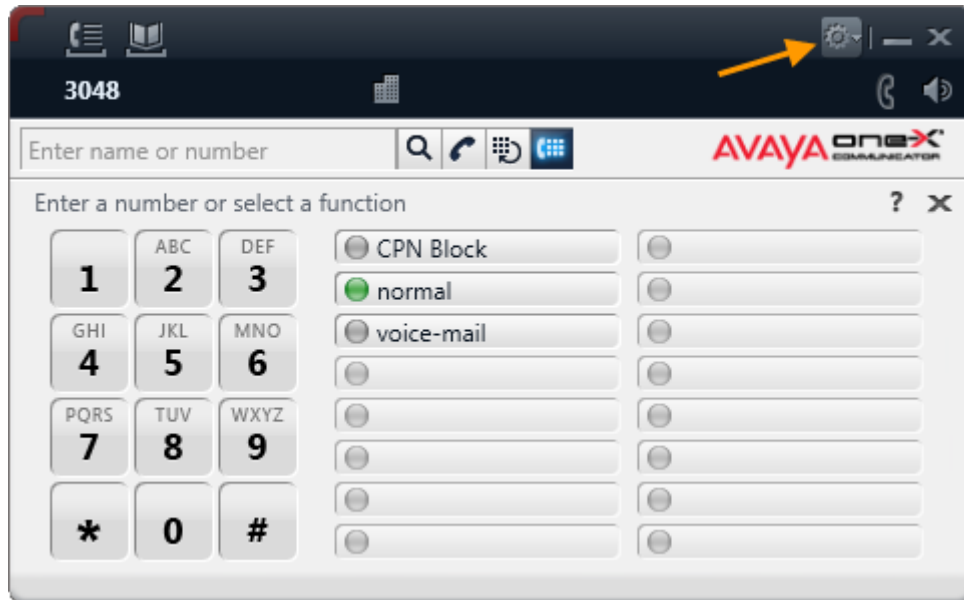 3048
Enter name or number
AVAYA one-X
COMMUNICATOR
Enter a number or select a function ?
1
ABC
2
DEF
3
GHI
4
JKL
5
MNO
6
PQRS
7
TUV
8
WXYZ
9
*
0
#
CPN Block
normal
voice-mail